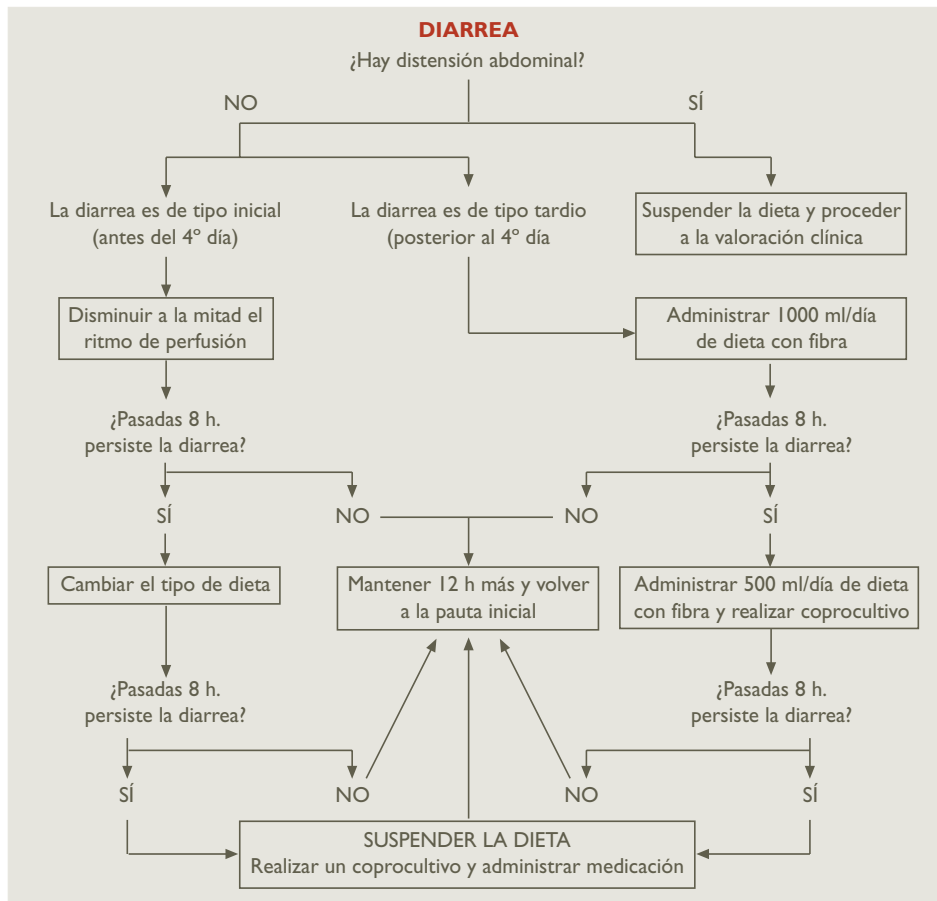 DIARREA
¿Hay distensión abdominal?
NO
SÍ
La diarrea es de tipo inicial
(antes del 4º día)
La diarrea es de tipo tardio
(posterior al 4º día
Suspender la dieta y proceder
a la valoración clínica
Disminuir a la mitad el
ritmo de perfusión
Administrar 1000 ml/día
de dieta con fibra
¿Pasadas 8 h.
persiste la diarrea?
¿Pasadas 8 h.
persiste la diarrea?
SÍ
NO
NO
SÍ
Cambiar el tipo de dieta
Mantener 12 h más y volver
a la pauta inicial
Administrar 500 ml/día de dieta
con fibra y realizar coprocultivo
¿Pasadas 8 h.
persiste la diarrea?
¿Pasadas 8 h.
persiste la diarrea?
SÍ
NO
NO
SÍ
SUSPENDER LA DIETA
Realizar un coprocultivo y administrar medicación